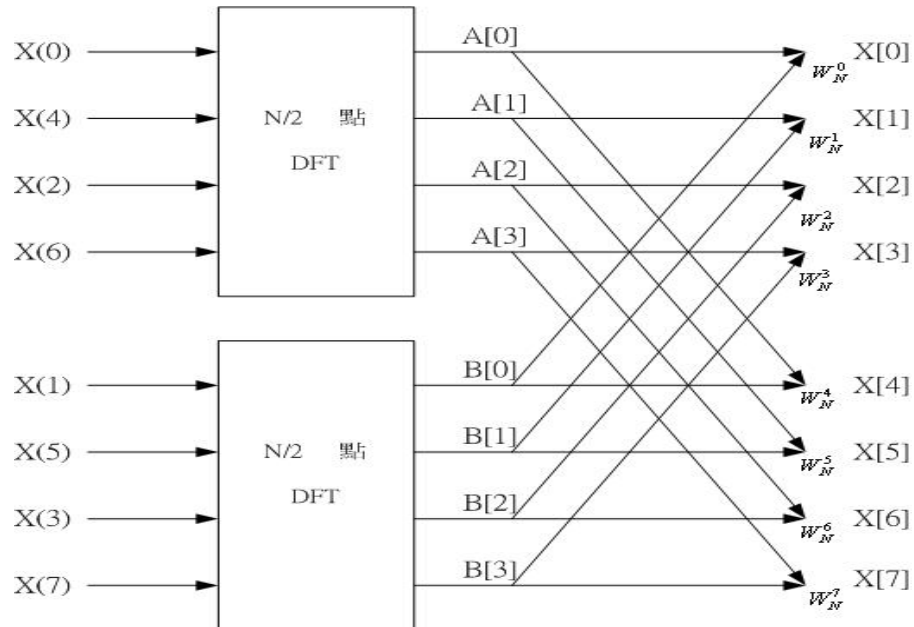 X(0) A[0] X[0]
W_N^0
X(4) N/2 點 A[1] X[1]
W_N^1
DFT
X(2) A[2] X[2]
W_N^2
X(6) A[3] X[3]
W_N^3
X(1) B[0] X[4]
W_N^4
X(5) N/2 點 B[1] X[5]
W_N^5
DFT
X(3) B[2] X[6]
W_N^6
X(7) B[3] X[7]
W_N^7